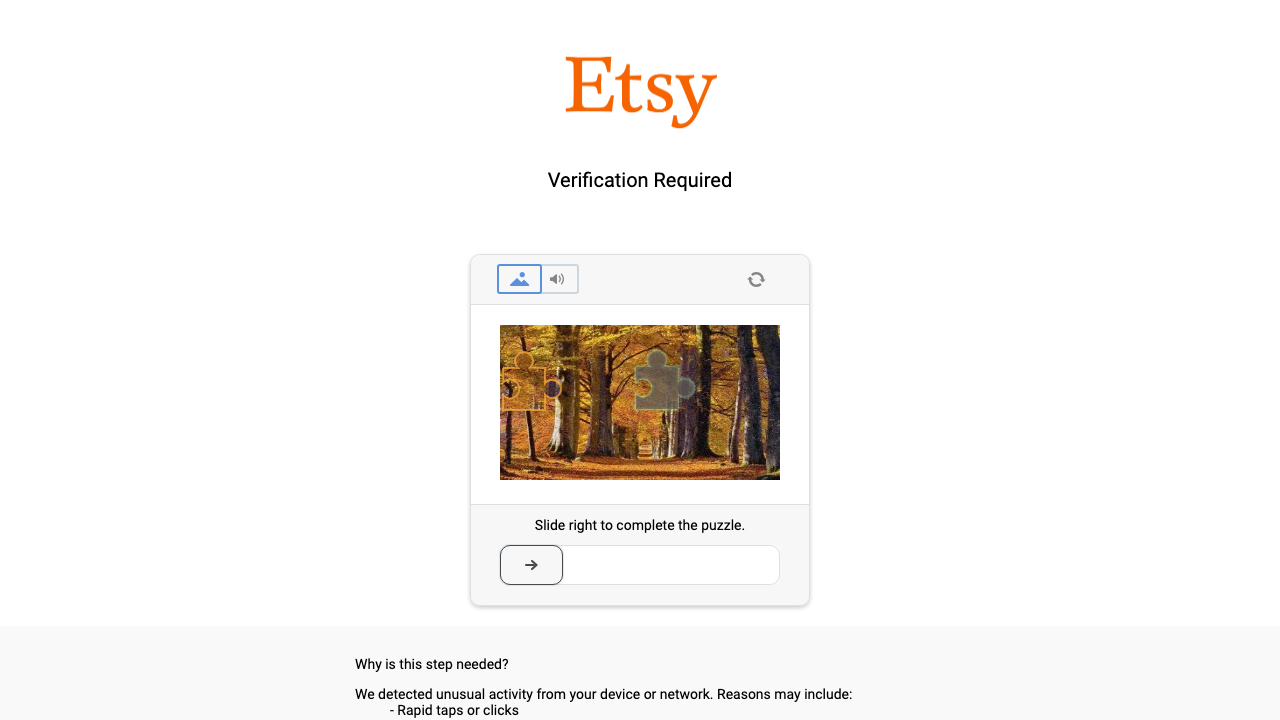 Etsy
Verification Required
Slide right to complete the puzzle.
Why is this step needed?
We detected unusual activity from your device or network. Reasons may include:
- Rapid taps or clicks